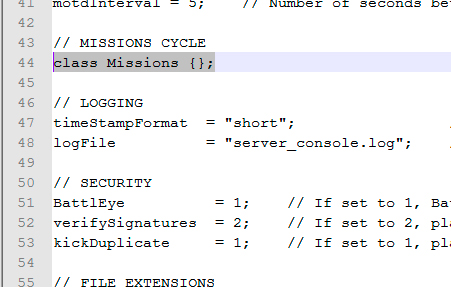 41 motdInterval = 5; // Number of seconds be
42
43 // MISSIONS CYCLE
44 class Missions {};
45
46 // LOGGING
47 timeStampFormat = "short";
48 logFile = "server_console.log";
49
50 // SECURITY
51 BattlEye = 1; // If set to 1, Ba
52 verifySignatures = 2; // If set to 2, pla
53 kickDuplicate = 1; // If set to 1, pla
54
55 // FILE EXTENSIONS